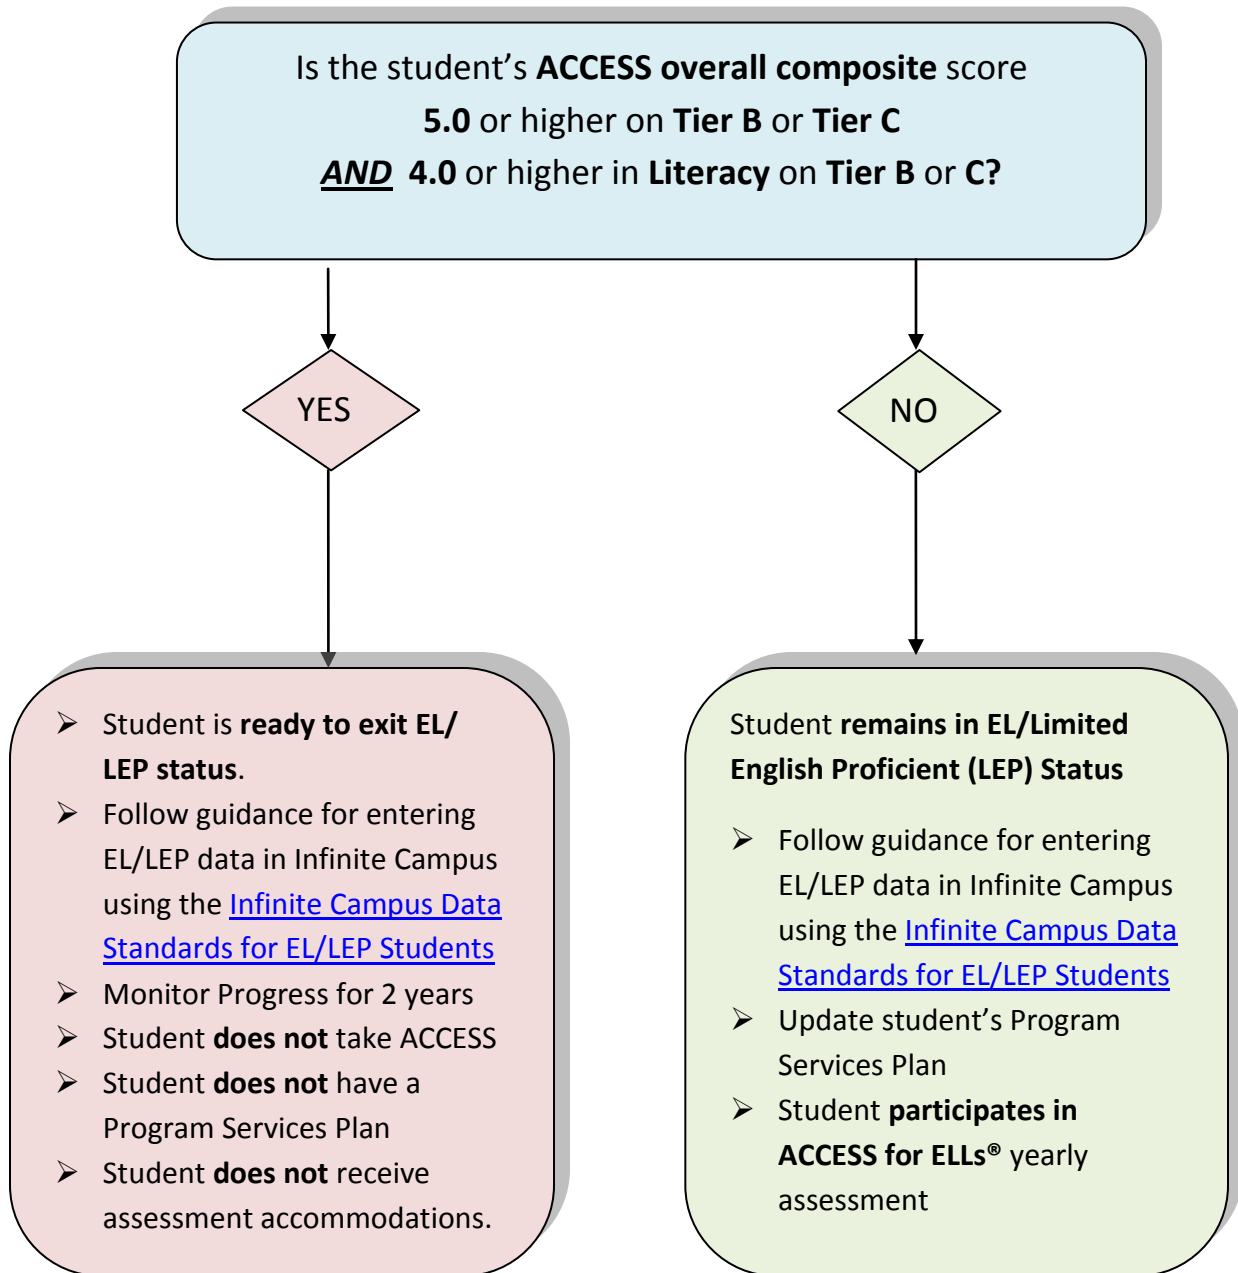 Is the student’s ACCESS overall composite score
5.0 or higher on Tier B or Tier C
AND 4.0 or higher in Literacy on Tier B or C?
YES
NO
➢ Student is ready to exit EL/
LEP status.
➢ Follow guidance for entering
EL/LEP data in Infinite Campus
using the Infinite Campus Data
Standards for EL/LEP Students
➢ Monitor Progress for 2 years
➢ Student does not take ACCESS
➢ Student does not have a
Program Services Plan
➢ Student does not receive
assessment accommodations.
Student remains in EL/Limited
English Proficient (LEP) Status
➢ Follow guidance for entering
EL/LEP data in Infinite Campus
using the Infinite Campus Data
Standards for EL/LEP Students
➢ Update student’s Program
Services Plan
➢ Student participates in
ACCESS for ELLs® yearly
assessment